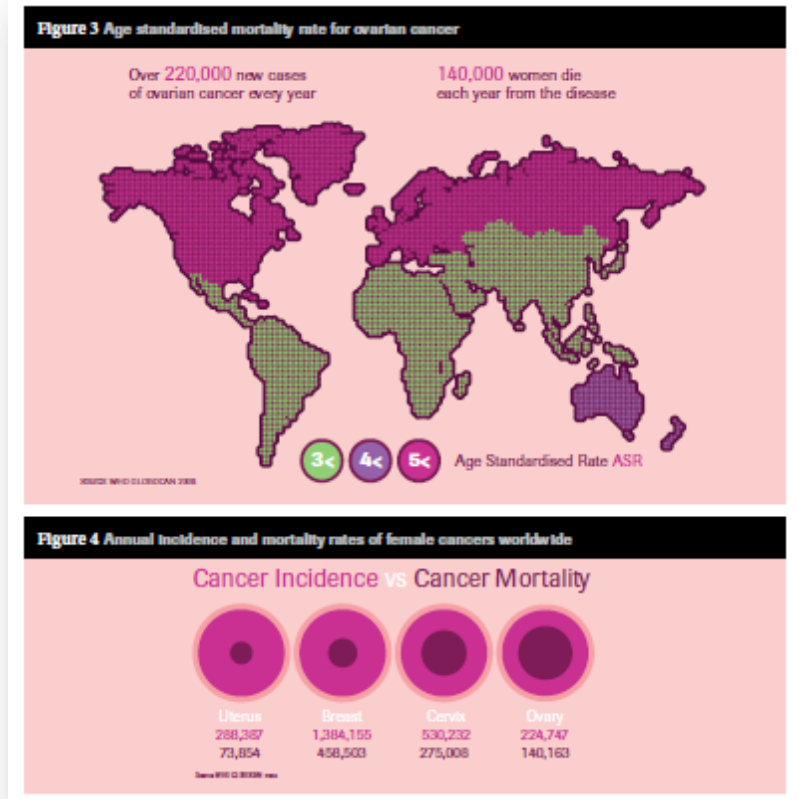 Figure 3 Age standardised mortality rate for ovarian cancer
Over 220,000 new cases
of ovarian cancer every year
140,000 women die
each year from the disease
3<
4<
5<
Age Standardised Rate ASR
SOURCE WHO GLOBOCAN
Figure 4 Annual incidence and mortality rates of female cancers worldwide
Cancer Incidence vs Cancer Mortality
Uterus
288,387
73,854
Breast
1,384,155
458,503
Cervix
530,232
275,008
Ovary
224,747
140,163